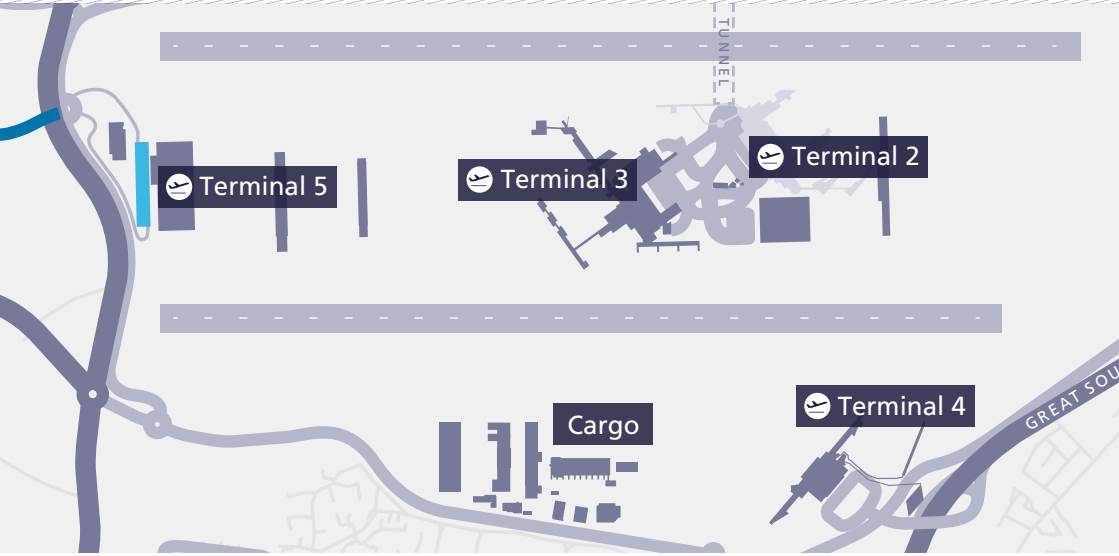 TUNNEL
Terminal 2
Terminal 3
Terminal 5
Terminal 4
GREAT SOU
Cargo